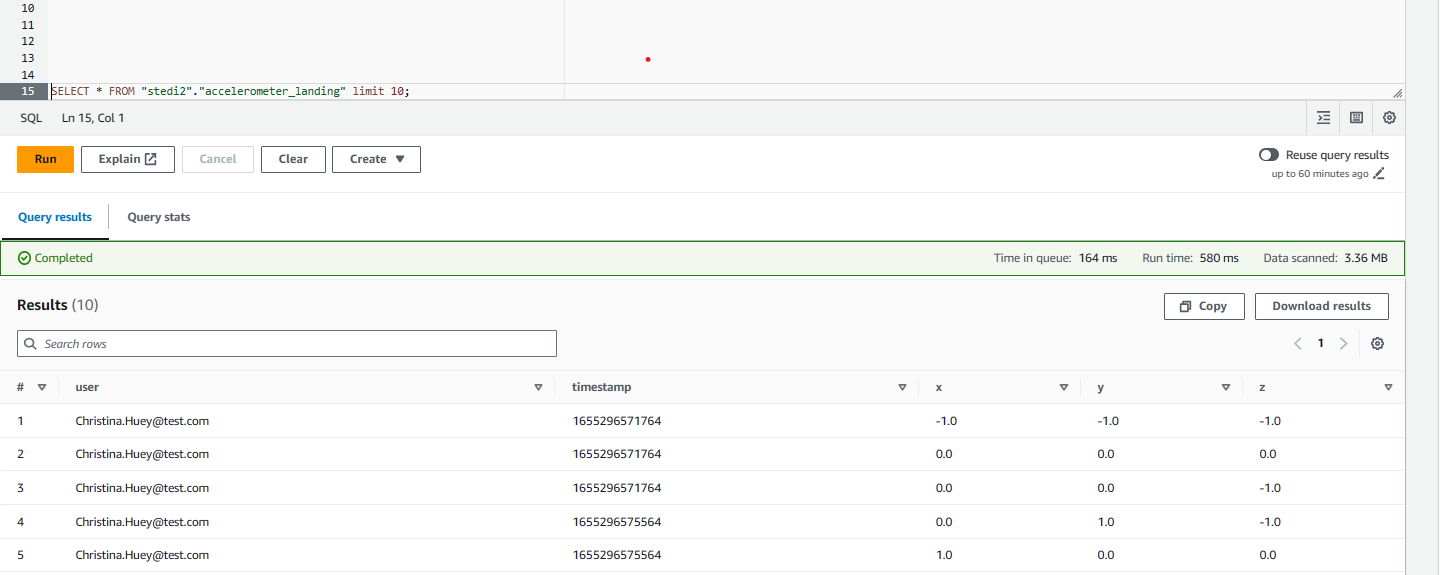 10
11
12
13
14
15 SELECT * FROM "stedi2"."accelerometer_landing" limit 10;
SQL Ln 15, Col 1
Run Explain Cancel Clear Create Reuse query results
up to 60 minutes ago
Query results Query stats
Completed Time in queue: 164 ms Run time: 580 ms Data scanned: 3.36 MB
Results (10) Copy Download results
Search rows 1
# user timestamp x y z
1 Christina.Huey@test.com 1655296571764 -1.0 -1.0 -1.0
2 Christina.Huey@test.com 1655296571764 0.0 0.0 0.0
3 Christina.Huey@test.com 1655296571764 0.0 0.0 -1.0
4 Christina.Huey@test.com 1655296575564 0.0 1.0 -1.0
5 Christina.Huey@test.com 1655296575564 1.0 0.0 0.0